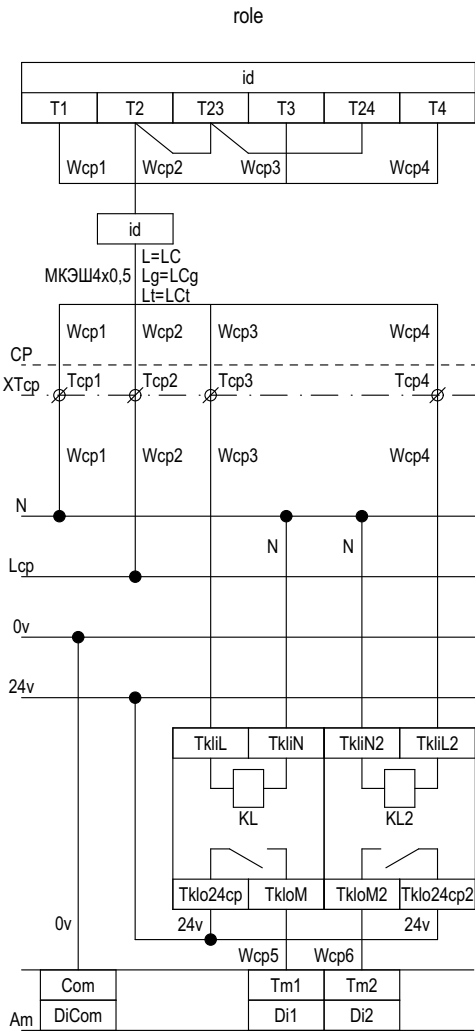 role
id
T1 T2 T23 T3 T24 T4
Wcp1 Wcp2 Wcp3 Wcp4
id
L=LC
МКЭШ4х0,5 Lg=LCg
Lt=LCt
Wcp1 Wcp2 Wcp3 Wcp4
CP
XTcp Tcp1 Tcp2 Tcp3 Tcp4
Wcp1 Wcp2 Wcp3 Wcp4
N
N N
Lcp
0v
24v
TkliL TkliN TkliN2 TkliL2
KL KL2
Tklo24cp TkloM TkloM2 Tklo24cp2
0v 24v 24v
Wcp5 Wcp6
Com Tm1 Tm2
Am DiCom Di1 Di2